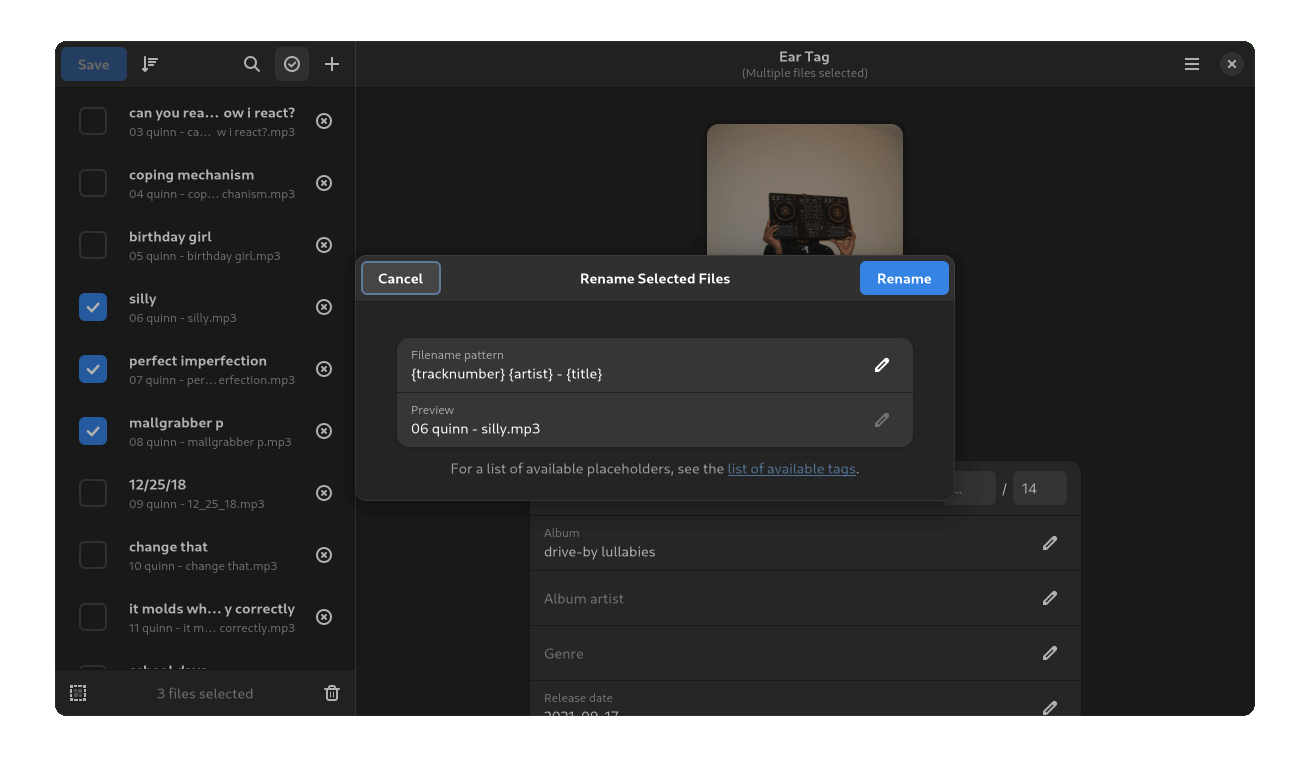 Save
Ear Tag
(Multiple files selected)
can you rea... ow i react?
03 quinn - ca... w i react?.mp3
coping mechanism
04 quinn - cop... chanism.mp3
birthday girl
05 quinn - birthday girl.mp3
silly
06 quinn - silly.mp3
perfect imperfection
07 quinn - per... erfection.mp3
mallgrabber p
08 quinn - mallgrabber p.mp3
12/25/18
09 quinn - 12_25_18.mp3
change that
10 quinn - change that.mp3
it molds wh... y correctly
11 quinn - it m... correctly.mp3
3 files selected
Cancel
Rename Selected Files
Rename
Filename pattern
{tracknumber} {artist} - {title}
Preview
06 quinn - silly.mp3
For a list of available placeholders, see the list of available tags.
/ 14
Album
drive-by lullabies
Album artist
Genre
Release date
2021-09-17